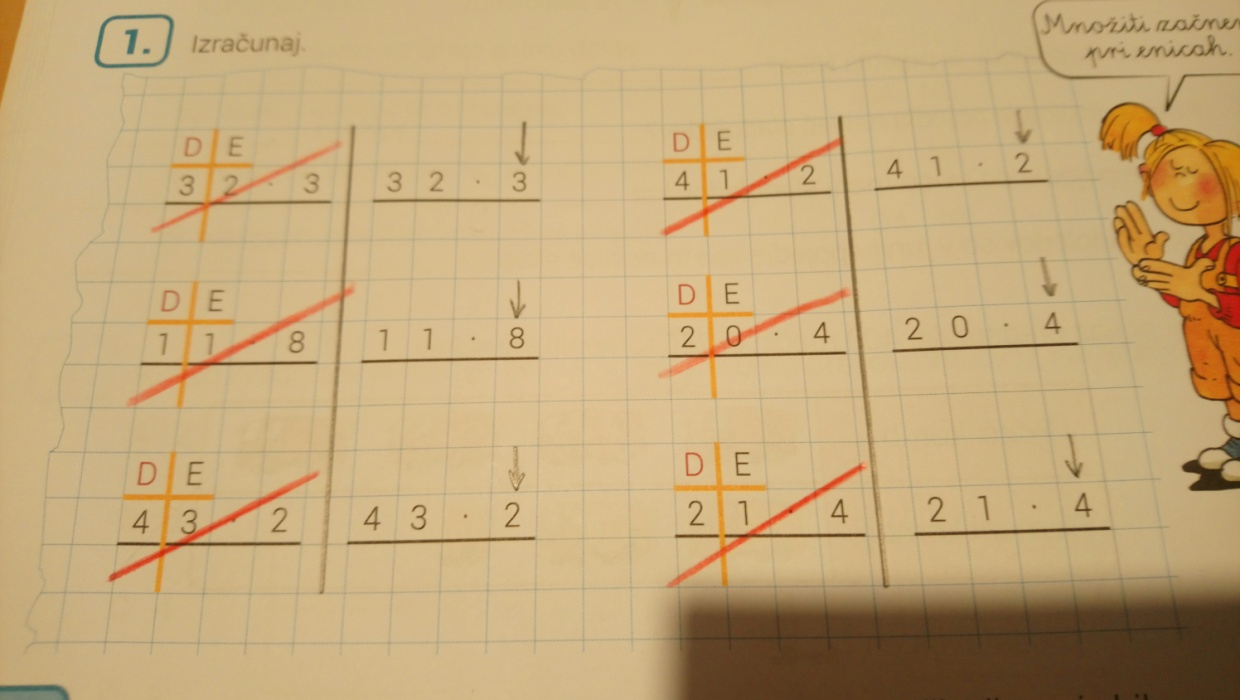 1. Izračunaj.
Množiti začne
pri enicah.
D E
3 2 · 3
3 2 · 3
D E
4 1 · 2
4 1 · 2
D E
1 1 · 8
1 1 · 8
D E
2 0 · 4
2 0 · 4
D E
4 3 · 2
4 3 · 2
D E
2 1 · 4
2 1 · 4